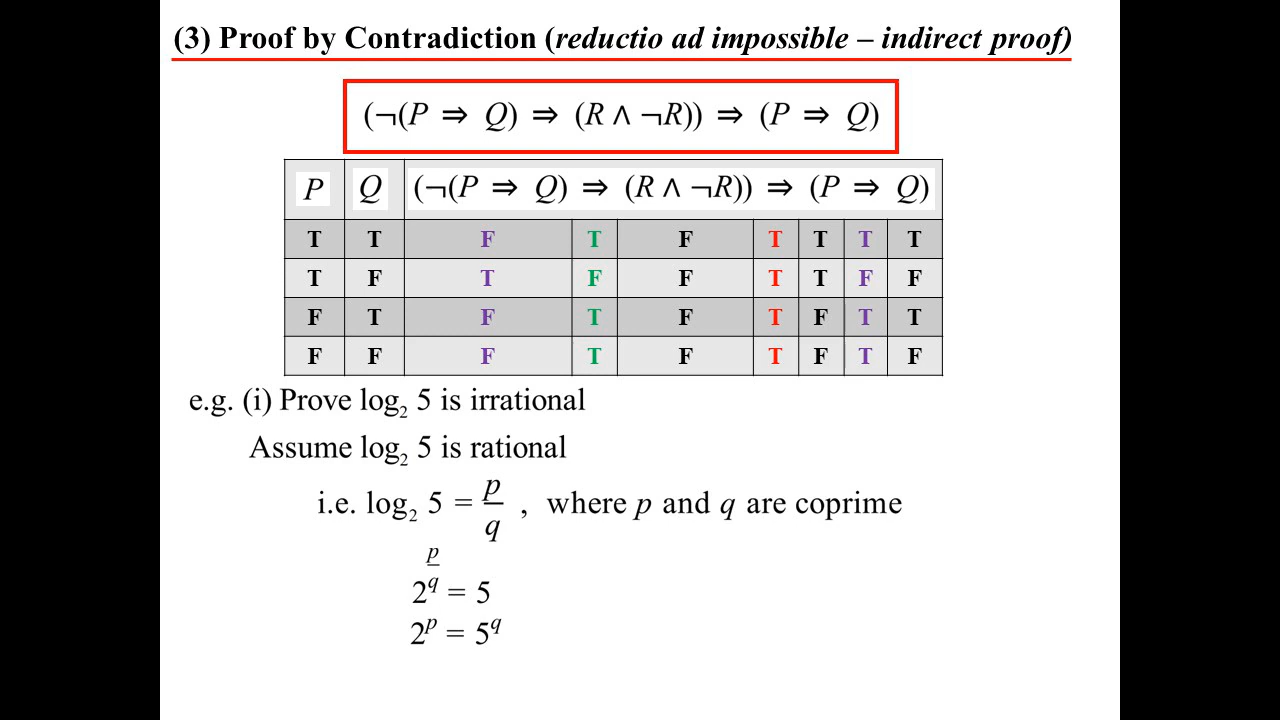 (3) Proof by Contradiction (reductio ad impossible – indirect proof)
(¬(P ⇒ Q) ⇒ (R ∧ ¬R)) ⇒ (P ⇒ Q)
P Q (¬(P ⇒ Q) ⇒ (R ∧ ¬R)) ⇒ (P ⇒ Q)
T T F T F T T T T
T F T F F T T F F
F T F T F T F T T
F F F T F T F T F
e.g. (i) Prove log₂ 5 is irrational
Assume log₂ 5 is rational
i.e. log₂ 5 = p/q , where p and q are coprime
2^(p/q) = 5
2^p = 5^q